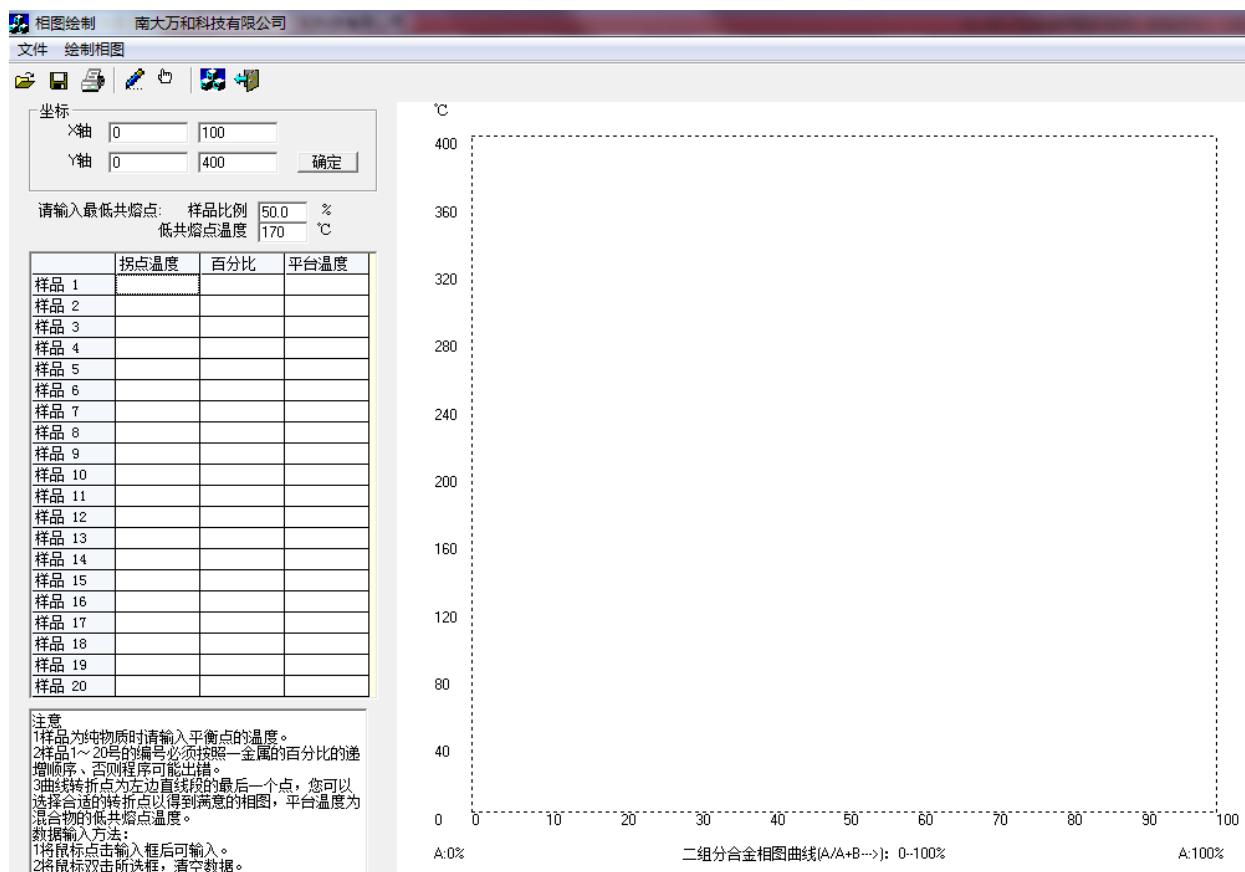 相图绘制 南大万和科技有限公司
文件 绘制相图
坐标
X轴 0 100
Y轴 0 400 确定
请输入最低共熔点: 样品比例 50.0 %
低共熔点温度 170 ℃
拐点温度 百分比 平台温度
样品 1
样品 2
样品 3
样品 4
样品 5
样品 6
样品 7
样品 8
样品 9
样品 10
样品 11
样品 12
样品 13
样品 14
样品 15
样品 16
样品 17
样品 18
样品 19
样品 20
注意
1样品为纯物质时请输入平衡点的温度。
2样品1～20号的编号必须按照一金属的百分比的递
增顺序、否则程序可能出错。
3曲线转折点为左边直线段的最后一个点，您可以
选择合适的转折点以得到满意的相图，平台温度为
混合物的低共熔点温度。
数据输入方法:
1将鼠标点击输入框后可输入。
2将鼠标双击所选框，清空数据。
℃
400
360
320
280
240
200
160
120
80
40
0 0 10 20 30 40 50 60 70 80 90 100
A:0% 二组分合金相图曲线(A/A+B--->): 0--100% A:100%